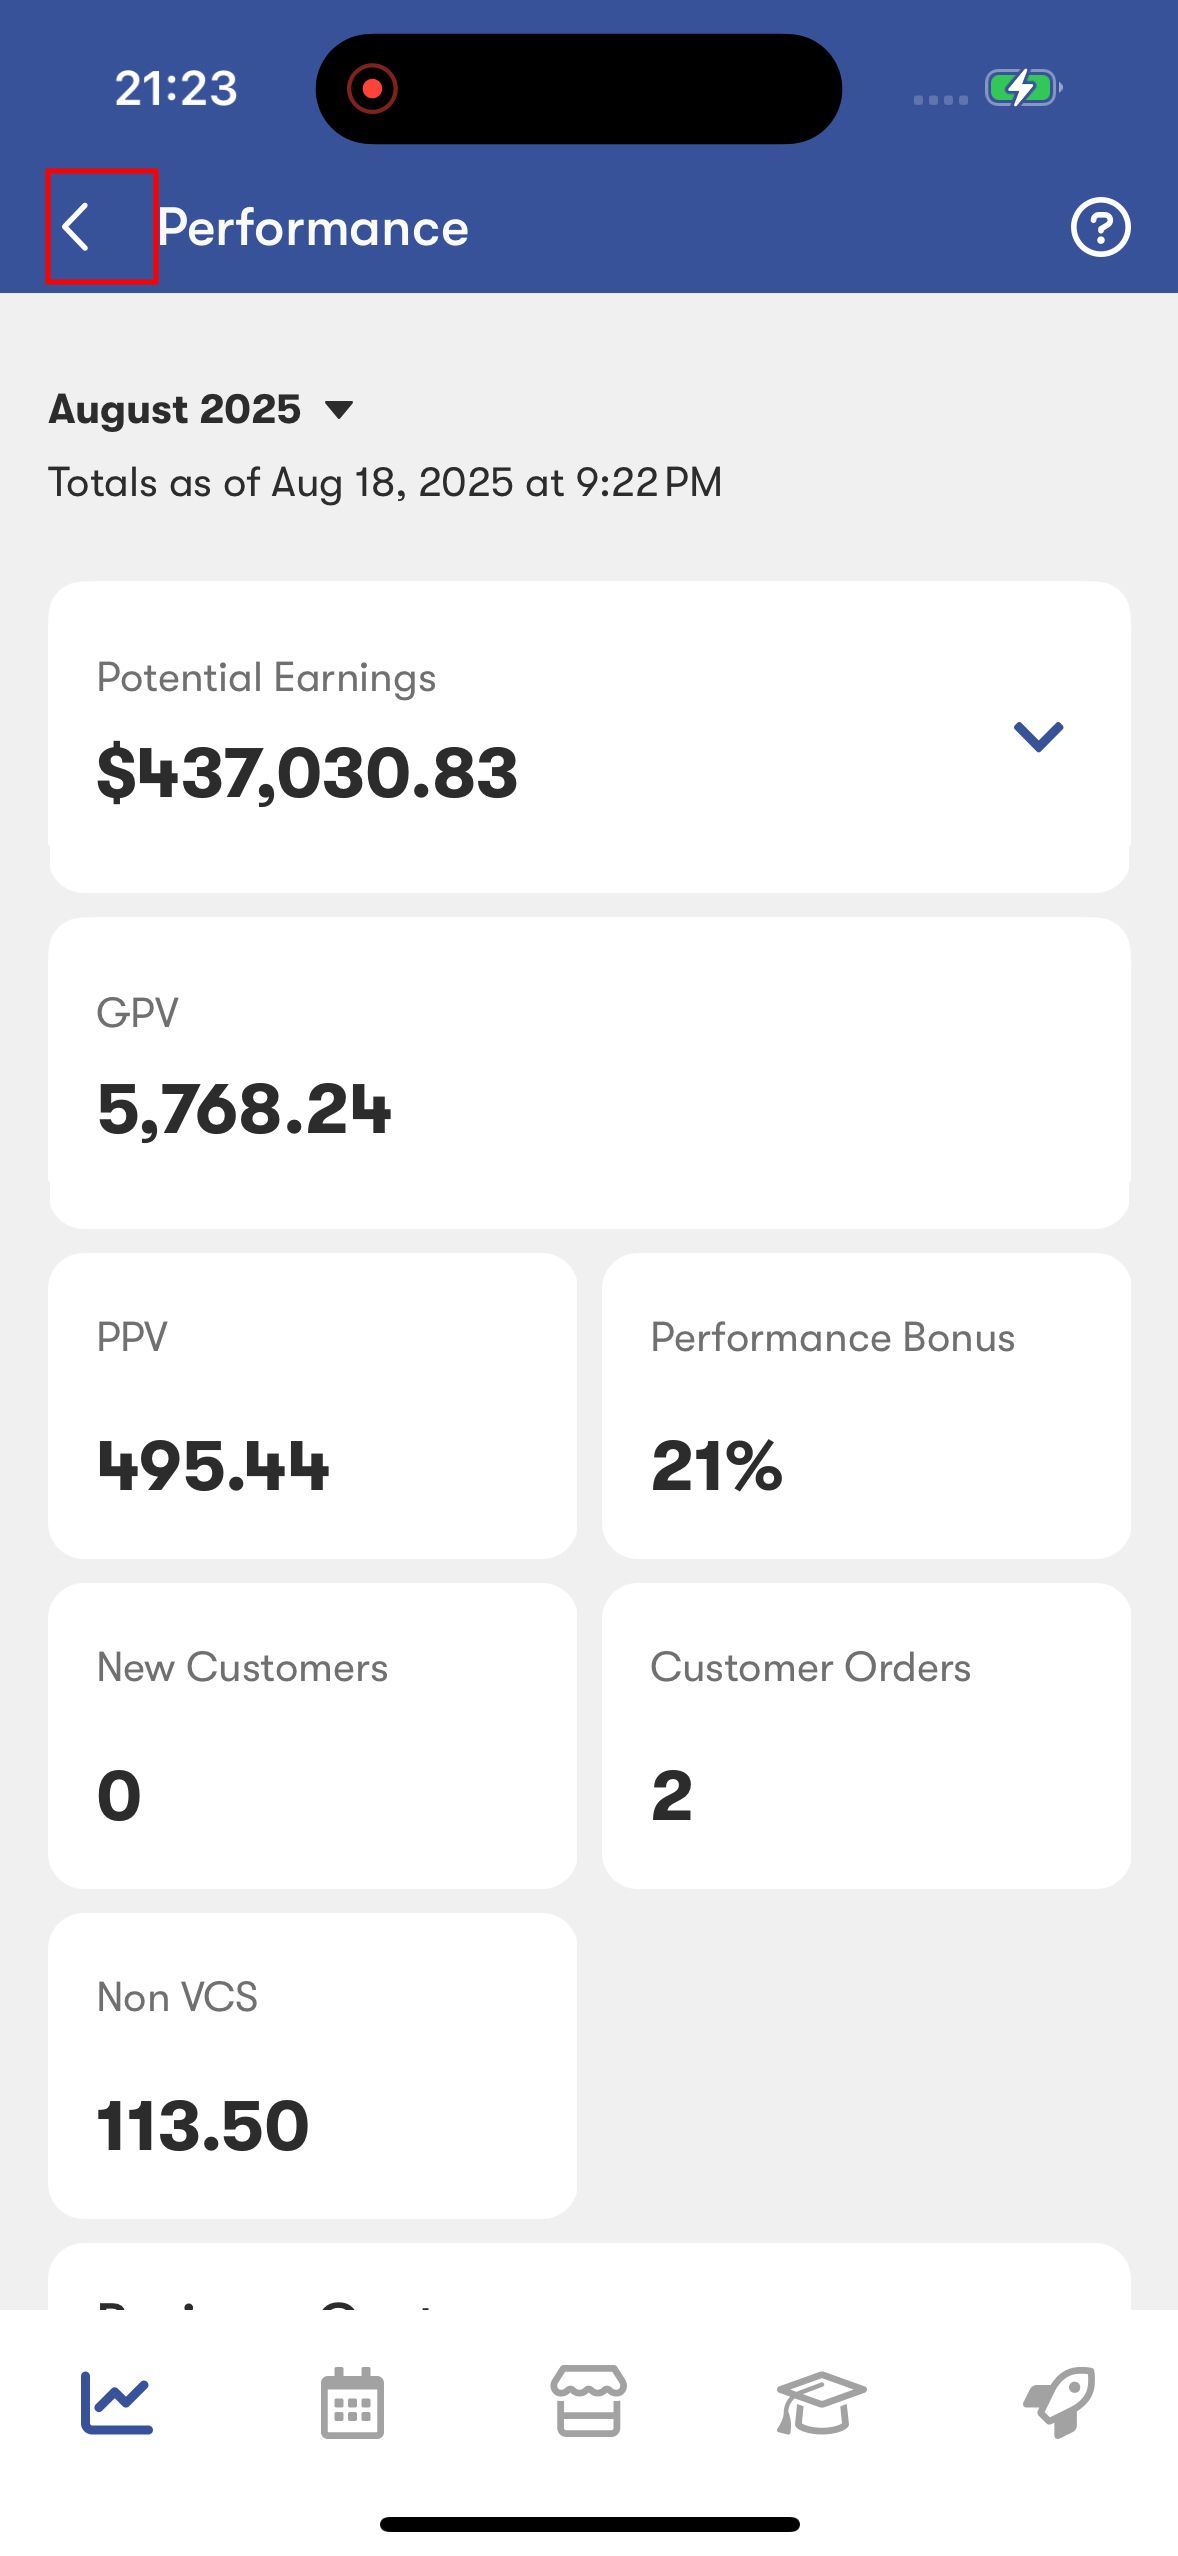 21:23
Performance
August 2025
Totals as of Aug 18, 2025 at 9:22 PM
Potential Earnings
$437,030.83
GPV
5,768.24
PPV
Performance Bonus
495.44
21%
New Customers
Customer Orders
0
2
Non VCS
113.50